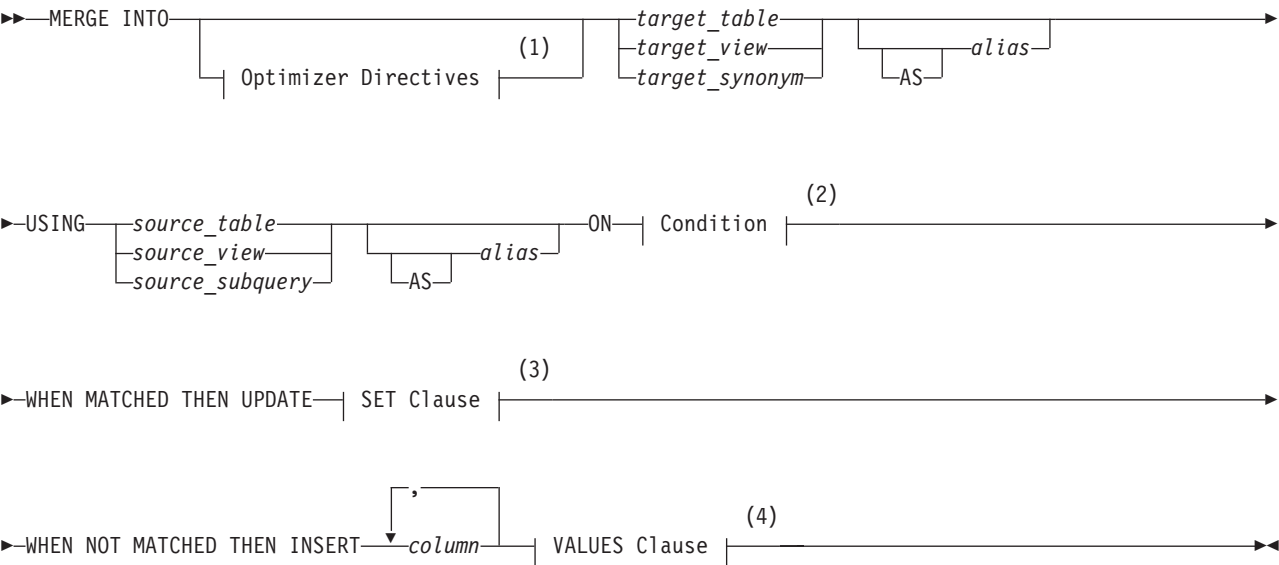 MERGE INTO target_table
(1) target_view alias
Optimizer Directives target_synonym AS
(2)
USING source_table ON Condition
source_view alias
source_subquery AS
(3)
WHEN MATCHED THEN UPDATE SET Clause
,
(4)
WHEN NOT MATCHED THEN INSERT column VALUES Clause